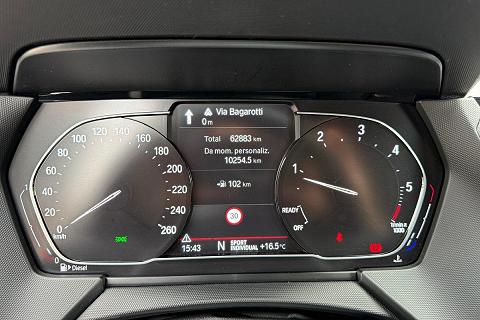 Via Bagarotti
0 m
Total 62883 km
Da mom. personaliz.
10254.5 km
102 km
30
15:43 N SPORT INDIVIDUAL +16.5°C
0 20 40 60 80 100 120 140 160 180 200 220 240 260
km/h
0 Diesel
1 2 3 4 5
READY
OFF
1/min x 1000